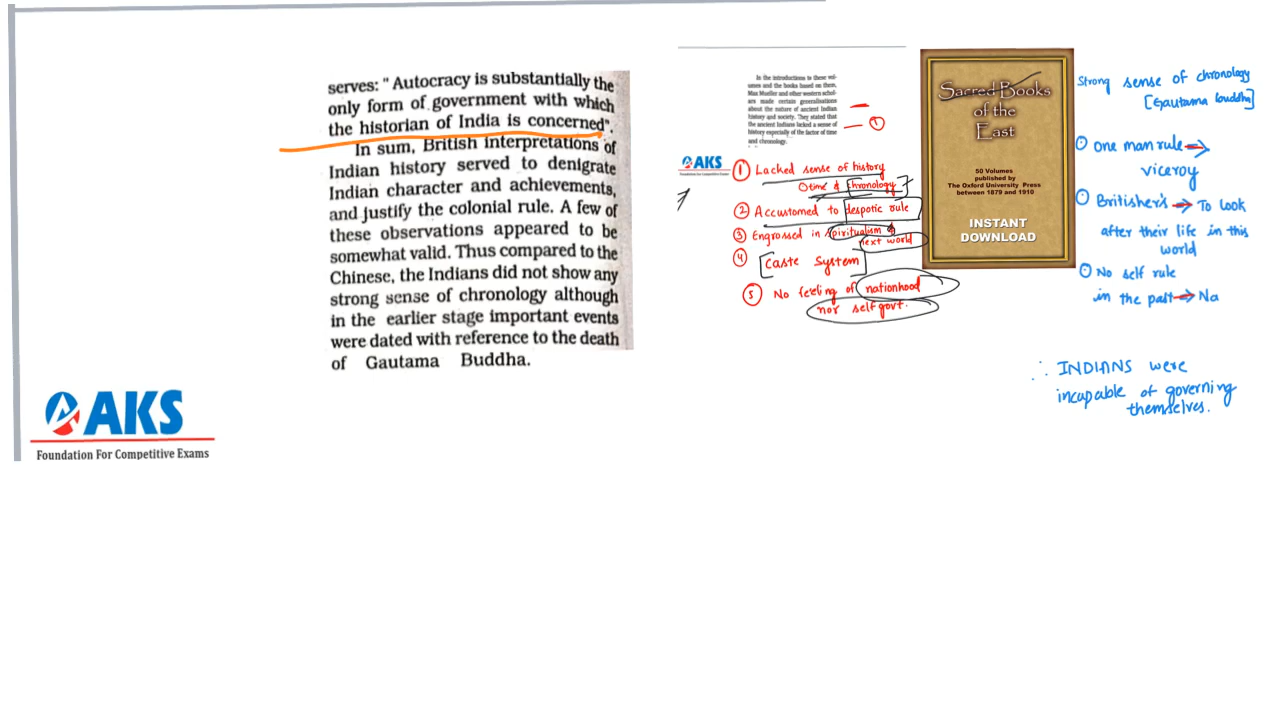 serves: "Autocracy is substantially the
only form of government with which
the historian of India is concerned".
In sum, British interpretations of
Indian history served to denigrate
Indian character and achievements,
and justify the colonial rule. A few of
these observations appeared to be
somewhat valid. Thus compared to the
Chinese, the Indians did not show any
strong sense of chronology although
in the earlier stage important events
were dated with reference to the death
of Gautama Buddha.
AKS
Foundation For Competitive Exams
In the introductions to these vol-
umes and the books based on them,
Max Mueller and other western schol-
ars made certain generalisations
about the nature of ancient Indian
history and society. They stated that
the ancient Indians lacked a sense of
history especially of the factor of time
and chronology.
①
AKS
Foundation For Competitive Exams
① Lacked sense of history
time & chronology
② Accustomed to despotic rule
③ Engrossed in spiritualism &
next world
④ Caste System
⑤ No feeling of nationhood
nor self govt.
Sacred Books
of the
East
50 Volumes
published by
The Oxford University Press
between 1879 and 1910
INSTANT
DOWNLOAD
Strong sense of chronology
[Gautama buddha]
One man rule →
viceroy
Britisher's → To look
after their life in this
world
No self rule
in the past → Na
∴ INDIANS were
incapable of governing
themselves.